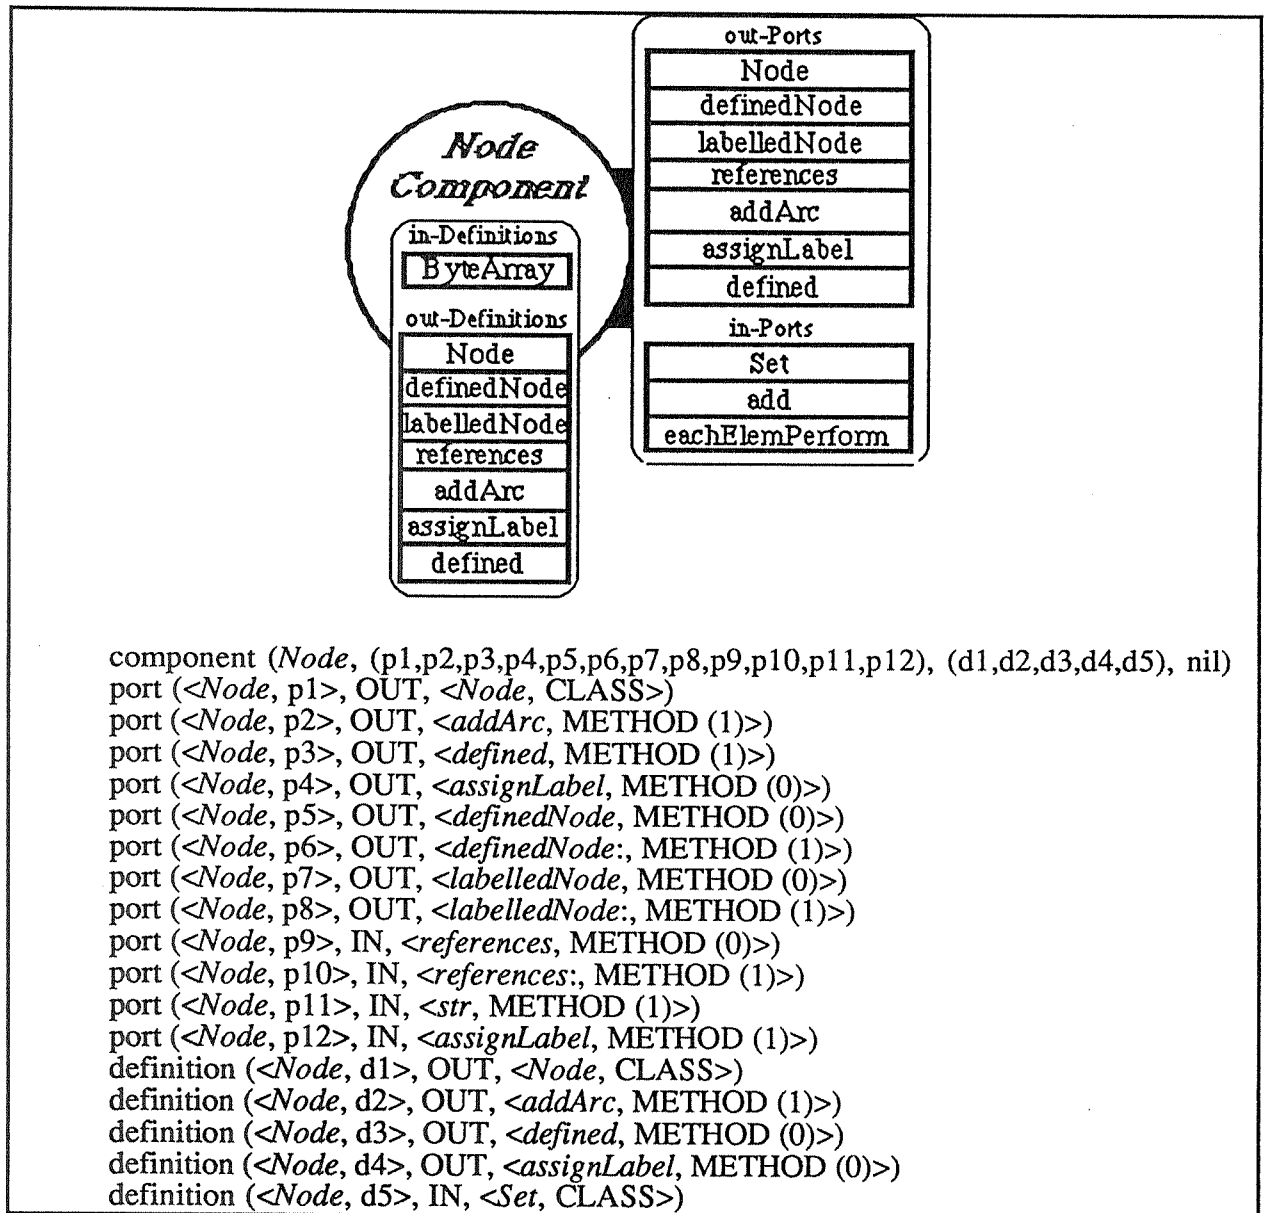 Node
Component
in-Definitions
ByteArray
out-Definitions
Node
definedNode
labelledNode
references
addArc
assignLabel
defined
out-Ports
Node
definedNode
labelledNode
references
addArc
assignLabel
defined
in-Ports
Set
add
eachElemPerform
component (Node, (p1,p2,p3,p4,p5,p6,p7,p8,p9,p10,p11,p12), (d1,d2,d3,d4,d5), nil)
port (<Node, p1>, OUT, <Node, CLASS>)
port (<Node, p2>, OUT, <addArc, METHOD (1)>)
port (<Node, p3>, OUT, <defined, METHOD (1)>)
port (<Node, p4>, OUT, <assignLabel, METHOD (0)>)
port (<Node, p5>, OUT, <definedNode, METHOD (0)>)
port (<Node, p6>, OUT, <definedNode:, METHOD (1)>)
port (<Node, p7>, OUT, <labelledNode, METHOD (0)>)
port (<Node, p8>, OUT, <labelledNode:, METHOD (1)>)
port (<Node, p9>, IN, <references, METHOD (0)>)
port (<Node, p10>, IN, <references:, METHOD (1)>)
port (<Node, p11>, IN, <str, METHOD (1)>)
port (<Node, p12>, IN, <assignLabel, METHOD (1)>)
definition (<Node, d1>, OUT, <Node, CLASS>)
definition (<Node, d2>, OUT, <addArc, METHOD (1)>)
definition (<Node, d3>, OUT, <defined, METHOD (0)>)
definition (<Node, d4>, OUT, <assignLabel, METHOD (0)>)
definition (<Node, d5>, IN, <Set, CLASS>)